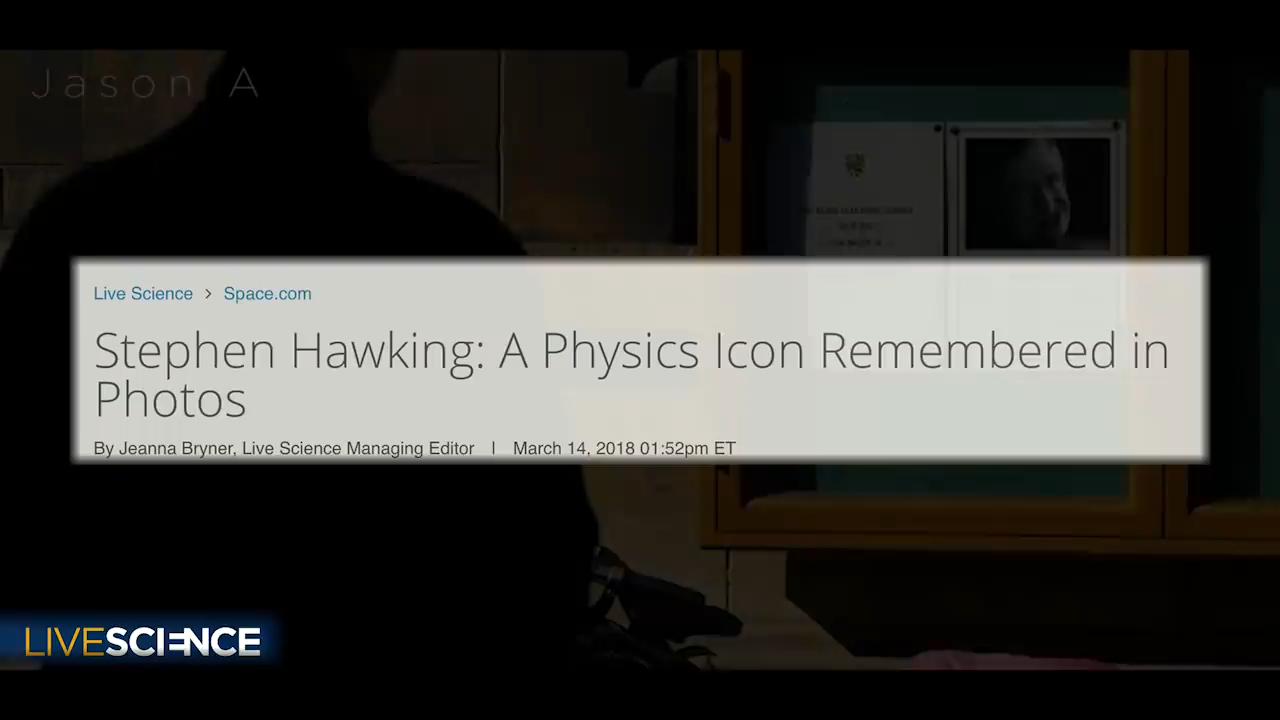 Jason A
Live Science > Space.com
Stephen Hawking: A Physics Icon Remembered in
Photos
By Jeanna Bryner, Live Science Managing Editor | March 14, 2018 01:52pm ET
LIVESCIENCE